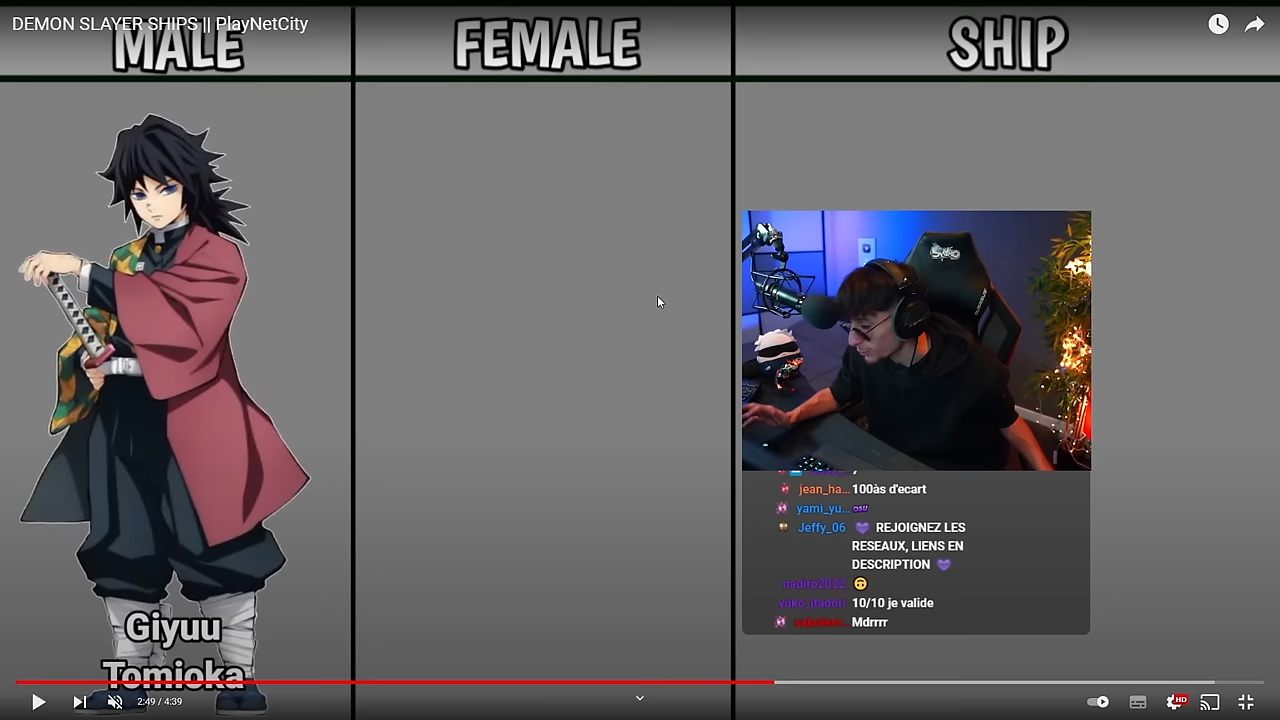 DEMON SLAYER SHIPS || PlayNetCity
MALE
FEMALE
SHIP
jean_ha... 100às d'ecart
yami_yu...
Jeffy_06 💜 REJOIGNEZ LES
RESEAUX, LIENS EN
DESCRIPTION 💜
nadiro2022 🙃
yuko_itadori 10/10 je valide
Mdrrrr
Giyuu
Tomioka
2:49 / 4:39
HD